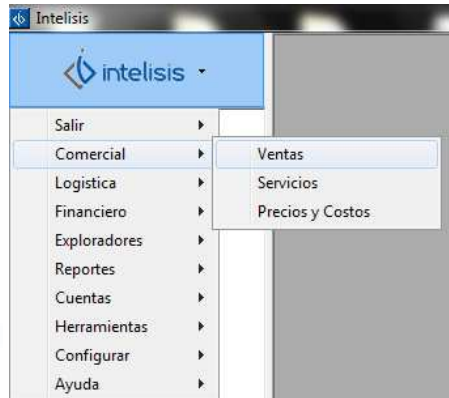 Intelisis
intelisis
Salir
Comercial
Logistica
Financiero
Exploradores
Reportes
Cuentas
Herramientas
Configurar
Ayuda
Ventas
Servicios
Precios y Costos